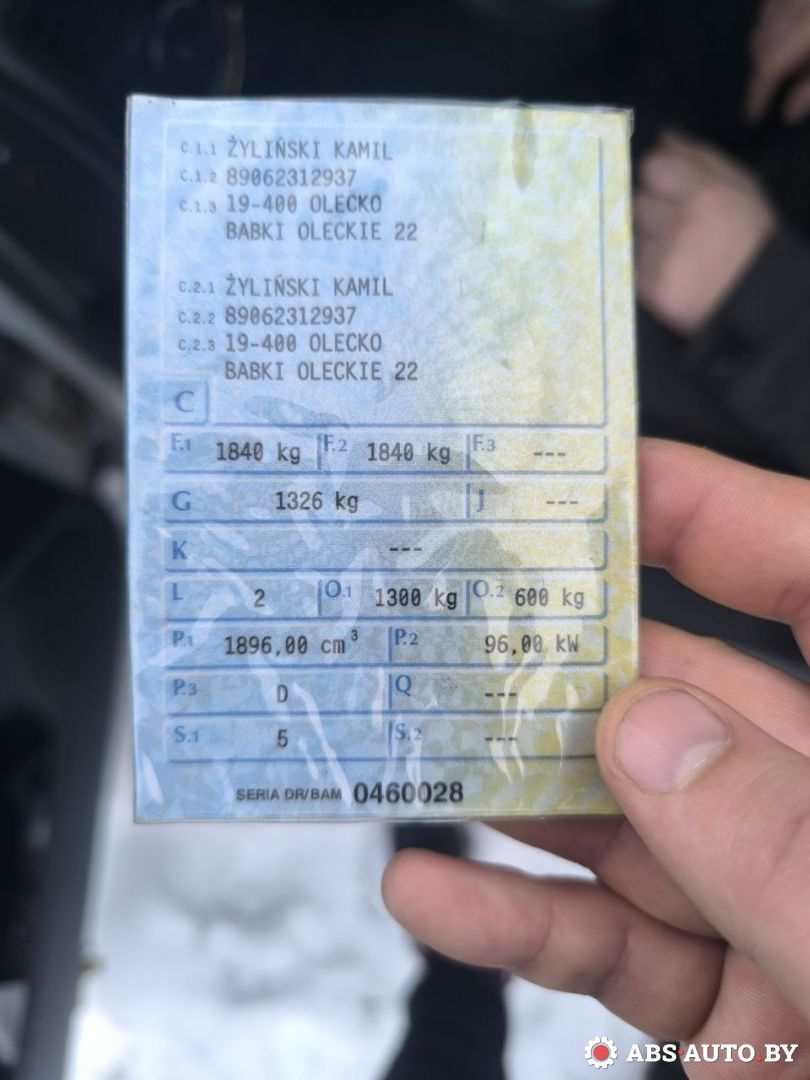 C.1.1 ŻYLIŃSKI KAMIL
C.1.2 89062312937
C.1.3 19-400 OLECKO
BABKI OLECKIE 22
C.2.1 ŻYLIŃSKI KAMIL
C.2.2 89062312937
C.2.3 19-400 OLECKO
BABKI OLECKIE 22
C
F.1 1840 kg F.2 1840 kg F.3 ---
G 1326 kg J ---
K ---
L 2 O.1 1300 kg O.2 600 kg
P.1 1896,00 cm³ P.2 96,00 kW
P.3 D Q ---
S.1 5 S.2 ---
SERIA DR/BAM 0460028
ABS-AUTO.BY